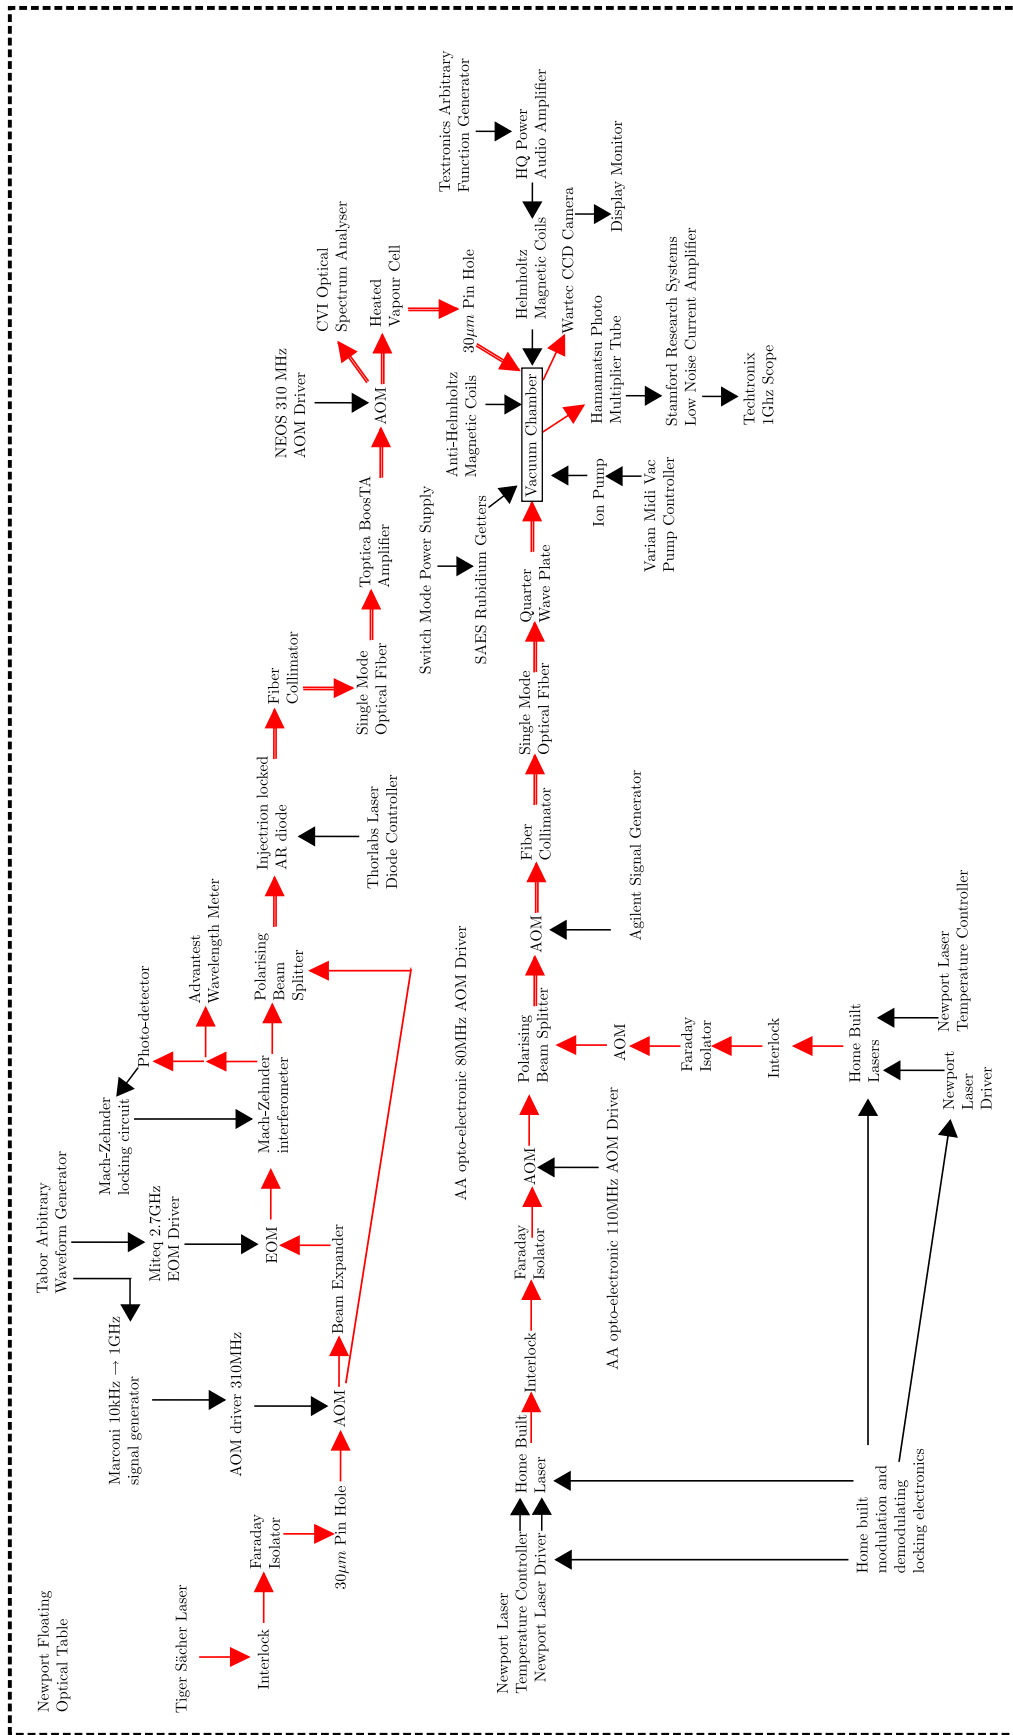 Newport Floating
Optical Table
Tiger Sächer Laser
Interlock
Faraday
Isolator
30μm Pin Hole
Marconi 10kHz → 1GHz
signal generator
AOM driver 310MHz
AOM
Beam Expander
Tabor Arbitrary
Waveform Generator
Miteq 2.7GHz
EOM Driver
EOM
Mach-Zehnder
locking circuit
Mach-Zehnder
interferometer
Photo-detector
Advantest
Wavelength Meter
Polarising
Beam
Splitter
Injectrion locked
AR diode
Thorlabs Laser
Diode Controller
Fiber
Collimator
Single Mode
Optical Fiber
Toptica BoosTA
Amplifier
NEOS 310 MHz
AOM Driver
AOM
CVI Optical
Spectrum Analyser
Heated
Vapour Cell
30μm Pin Hole
Textronics Arbitrary
Function Generator
HQ Power
Audio Amplifier
Helmholtz
Magnetic Coils
Wartec CCD Camera
Display Monitor
Anti-Helmholtz
Magnetic Coils
Vacuum Chamber
Hamamatsu Photo
Multiplier Tube
Stamford Research Systems
Low Noise Current Amplifier
Techtronix
1Ghz Scope
Switch Mode Power Supply
SAES Rubidium Getters
Ion Pump
Varian Midi Vac
Pump Controller
Newport Laser
Temperature Controller
Newport Laser Driver
Home Built
Laser
Interlock
Faraday
Isolator
AOM
AA opto-electronic 110MHz AOM Driver
AA opto-electronic 80MHz AOM Driver
Polarising
Beam Splitter
AOM
Agilent Signal Generator
Fiber
Collimator
Single Mode
Optical Fiber
Quarter
Wave Plate
AOM
Faraday
Isolator
Interlock
Home Built
Lasers
Newport Laser
Temperature Controller
Newport
Laser
Driver
Home built
modulation and
demodulating
locking electronics